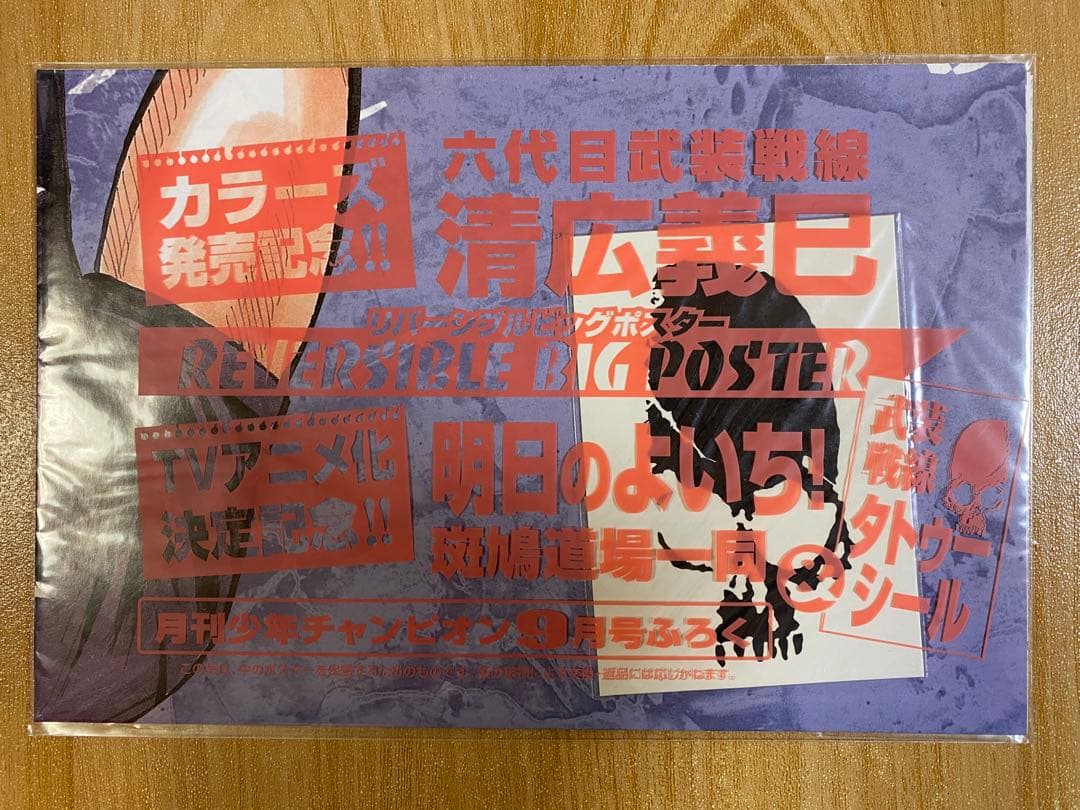 カラーズ
発売記念!!
六代目武装戦線
清広義巳
リバーシブルビッグポスター
REVERSIBLE BIG POSTER
TVアニメ化
決定記念!!
明日のよいち!
斑鳩道場一同
武装
戦線
タトゥー
シール
月刊少年チャンピオン9月号ふろく